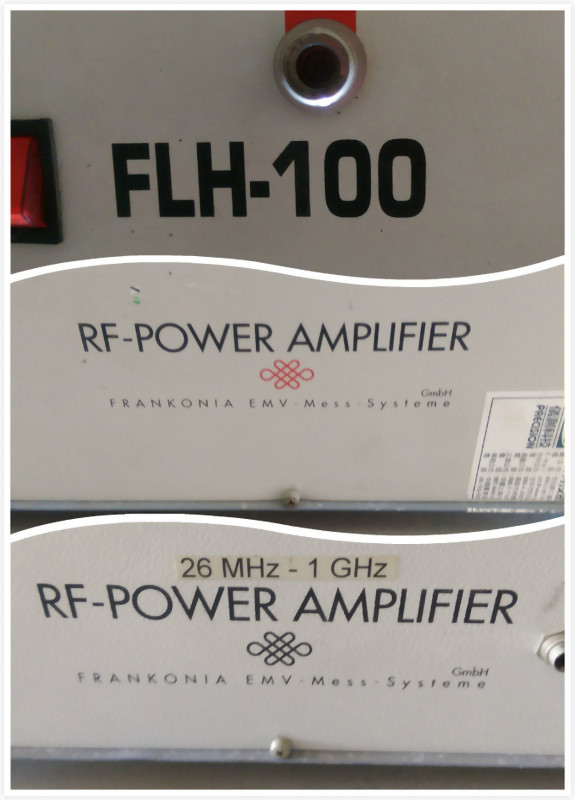 FLH-100
RF-POWER AMPLIFIER
GmbH
FRANKONIA EMV-Mess-Systeme
PRECISION
26 MHz - 1 GHz
RF-POWER AMPLIFIER
GmbH
FRANKONIA EMV-Mess-Systeme